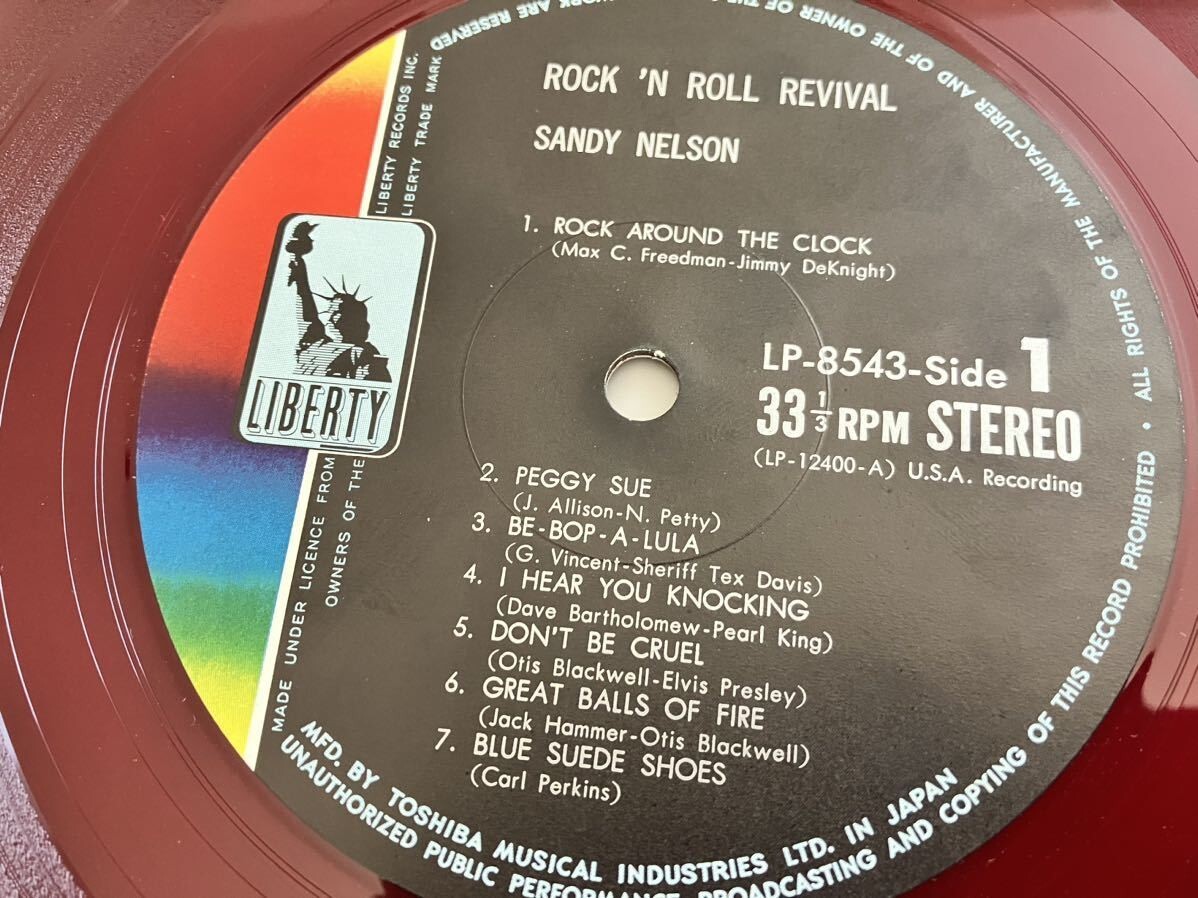 ROCK 'N ROLL REVIVAL
SANDY NELSON
1. ROCK AROUND THE CLOCK
(Max C. Freedman-Jimmy DeKnight)
LP-8543-Side 1
33 1/3 RPM STEREO
(LP-12400-A) U.S.A. Recording
2. PEGGY SUE
(J. Allison-N. Petty)
3. BE-BOP-A-LULA
(G. Vincent-Sheriff Tex Davis)
4. I HEAR YOU KNOCKING
(Dave Bartholomew-Pearl King)
5. DON'T BE CRUEL
(Otis Blackwell-Elvis Presley)
6. GREAT BALLS OF FIRE
(Jack Hammer-Otis Blackwell)
7. BLUE SUEDE SHOES
(Carl Perkins)
LIBERTY
MADE UNDER LICENCE FROM LIBERTY RECORDS INC.
OWNERS OF THE LIBERTY TRADE MARK
MFD. BY TOSHIBA MUSICAL INDUSTRIES LTD. IN JAPAN
ALL RIGHTS OF THE MANUFACTURER AND OF THE OWNER OF THE WORK ARE RESERVED
UNAUTHORIZED PUBLIC PERFORMANCE BROADCASTING AND COPYING OF THIS RECORD PROHIBITED •